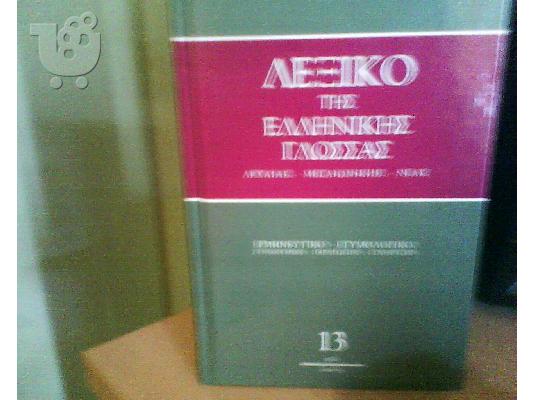 ΛΕΞΙΚΟ
ΤΗΣ
ΕΛΛΗΝΙΚΗΣ
ΓΛΩΣΣΑΣ
ΑΡΧΑΙΑΣ - ΜΕΣΑΙΩΝΙΚΗΣ - ΝΕΑΣ
ΕΡΜΗΝΕΥΤΙΚΟ - ΕΤΥΜΟΛΟΓΙΚΟ
13